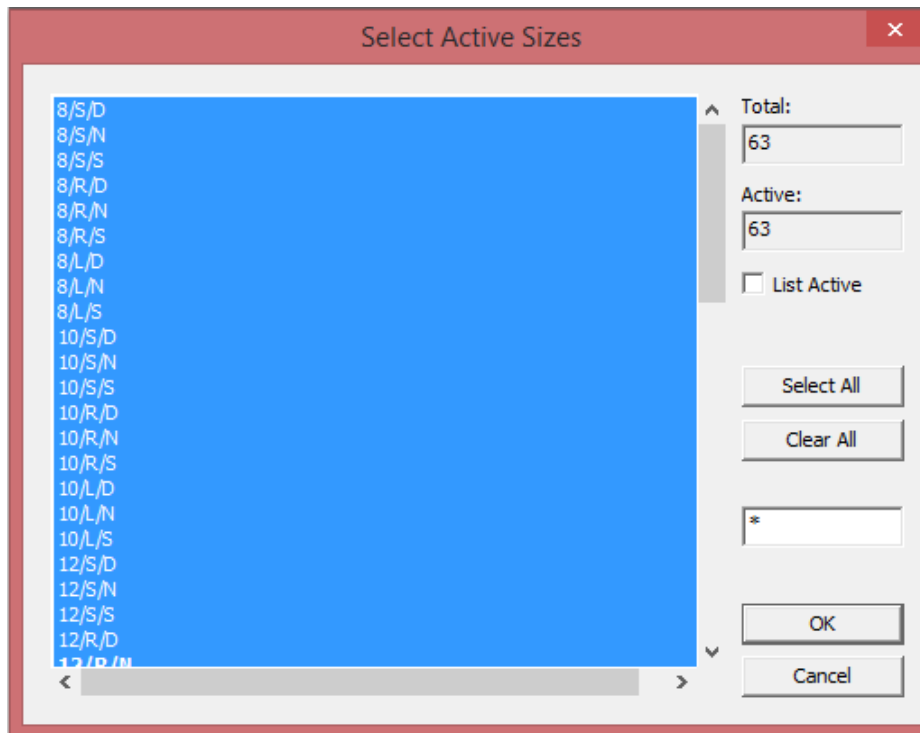 Select Active Sizes
8/S/D
8/S/N
8/S/S
8/R/D
8/R/N
8/R/S
8/L/D
8/L/N
8/L/S
10/S/D
10/S/N
10/S/S
10/R/D
10/R/N
10/R/S
10/L/D
10/L/N
10/L/S
12/S/D
12/S/N
12/S/S
12/R/D
12/R/N
Total:
63
Active:
63
List Active
Select All
Clear All
*
OK
Cancel